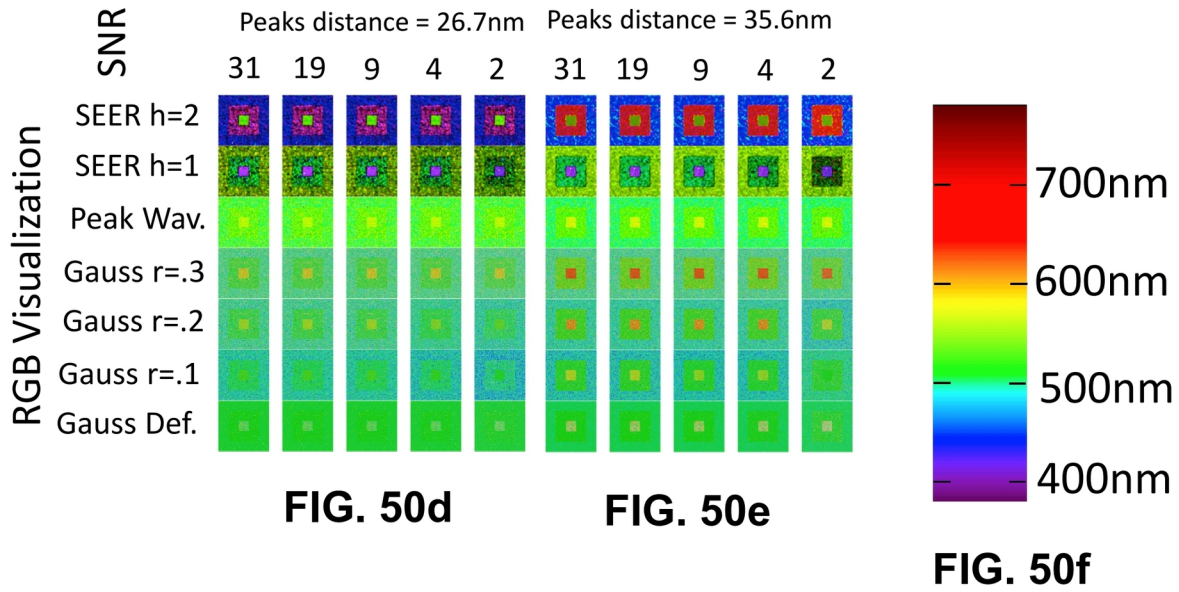 SNR
Peaks distance = 26.7nm
Peaks distance = 35.6nm
31 19 9 4 2
31 19 9 4 2
RGB Visualization
SEER h=2
SEER h=1
Peak Wav.
Gauss r=.3
Gauss r=.2
Gauss r=.1
Gauss Def.
700nm
600nm
500nm
400nm
FIG. 50d
FIG. 50e
FIG. 50f